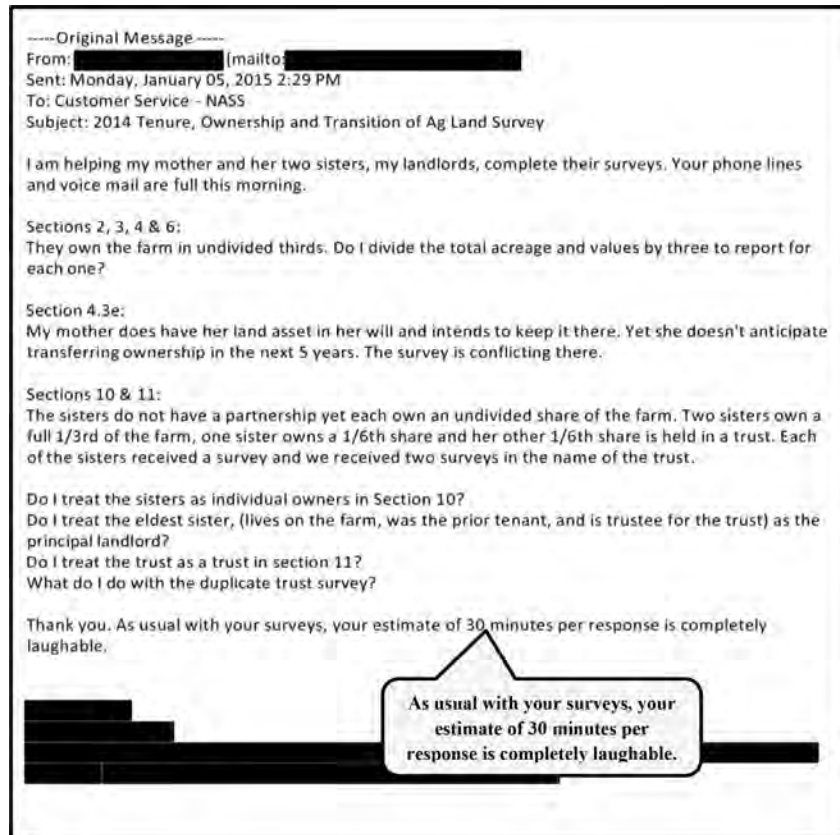 -----Original Message-----
From: [mailto:
Sent: Monday, January 05, 2015 2:29 PM
To: Customer Service - NASS
Subject: 2014 Tenure, Ownership and Transition of Ag Land Survey
I am helping my mother and her two sisters, my landlords, complete their surveys. Your phone lines
and voice mail are full this morning.
Sections 2, 3, 4 & 6:
They own the farm in undivided thirds. Do I divide the total acreage and values by three to report for
each one?
Section 4.3e:
My mother does have her land asset in her will and intends to keep it there. Yet she doesn't anticipate
transferring ownership in the next 5 years. The survey is conflicting there.
Sections 10 & 11:
The sisters do not have a partnership yet each own an undivided share of the farm. Two sisters own a
full 1/3rd of the farm, one sister owns a 1/6th share and her other 1/6th share is held in a trust. Each
of the sisters received a survey and we received two surveys in the name of the trust.
Do I treat the sisters as individual owners in Section 10?
Do I treat the eldest sister, (lives on the farm, was the prior tenant, and is trustee for the trust) as the
principal landlord?
Do I treat the trust as a trust in section 11?
What do I do with the duplicate trust survey?
Thank you. As usual with your surveys, your estimate of 30 minutes per response is completely
laughable.
As usual with your surveys, your
estimate of 30 minutes per
response is completely laughable.